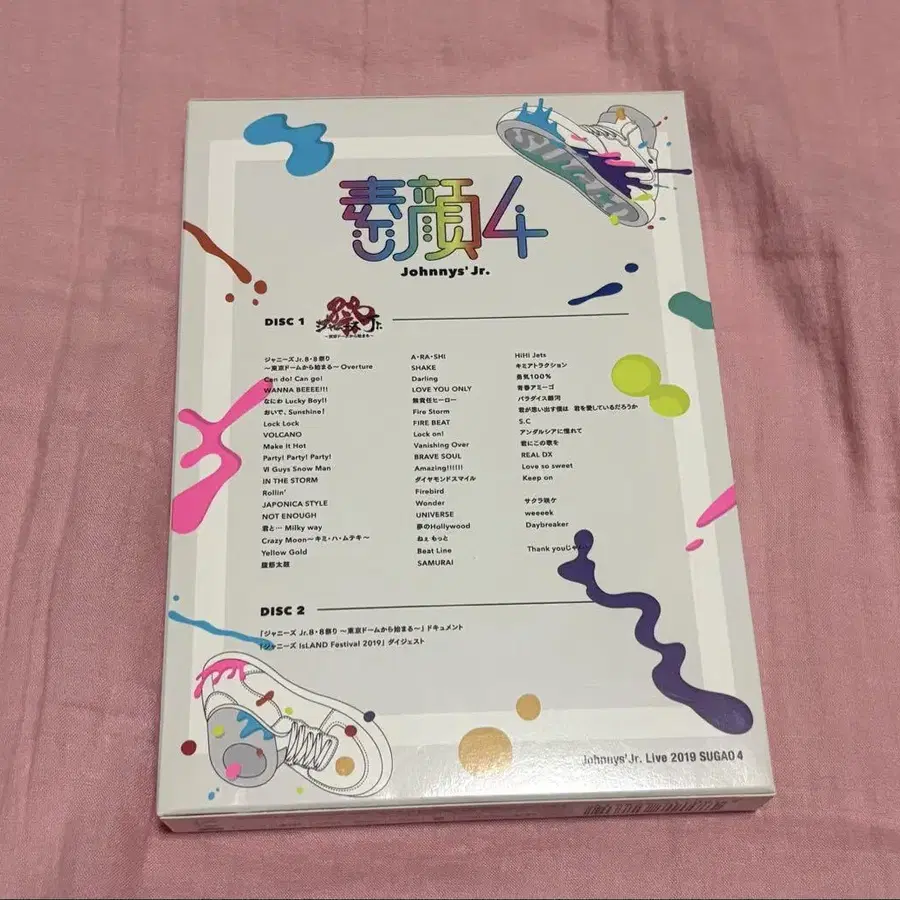 素顔4
Johnnys' Jr.
DISC 1
ジャニーズJr.8・8祭り
～東京ドームから始まる～ Overture
Can do! Can go!
WANNA BEEEE!!!
なにわ Lucky Boy!!
おいで、Sunshine!
Lock Lock
VOLCANO
Make It Hot
Party! Party! Party!
VI Guys Snow Man
IN THE STORM
Rollin'
JAPONICA STYLE
NOT ENOUGH
君と… Milky way
Crazy Moon～キミ・ハ・ムテキ～
Yellow Gold
腹筋太鼓
A・RA・SHI
SHAKE
Darling
LOVE YOU ONLY
無責任ヒーロー
Fire Storm
FIRE BEAT
Lock on!
Vanishing Over
BRAVE SOUL
Amazing!!!!!!
ダイヤモンドスマイル
Firebird
Wonder
UNIVERSE
夢のHollywood
ねぇ もっと
Beat Line
SAMURAI
HiHi Jets
キミアトラクション
勇気100%
青春アミーゴ
パラダイス銀河
君が思い出す僕は 君を愛しているだろうか
S.C
アンダルシアに憧れて
君にこの歌を
REAL DX
Love so sweet
Keep on
サクラ咲ケ
weeeek
Daybreaker
Thank youじゃ
DISC 2
「ジャニーズ Jr.8・8祭り ～東京ドームから始まる～」ドキュメント
「ジャニーズ IsLAND Festival 2019」ダイジェスト
Johnnys' Jr. Live 2019 SUGAO 4